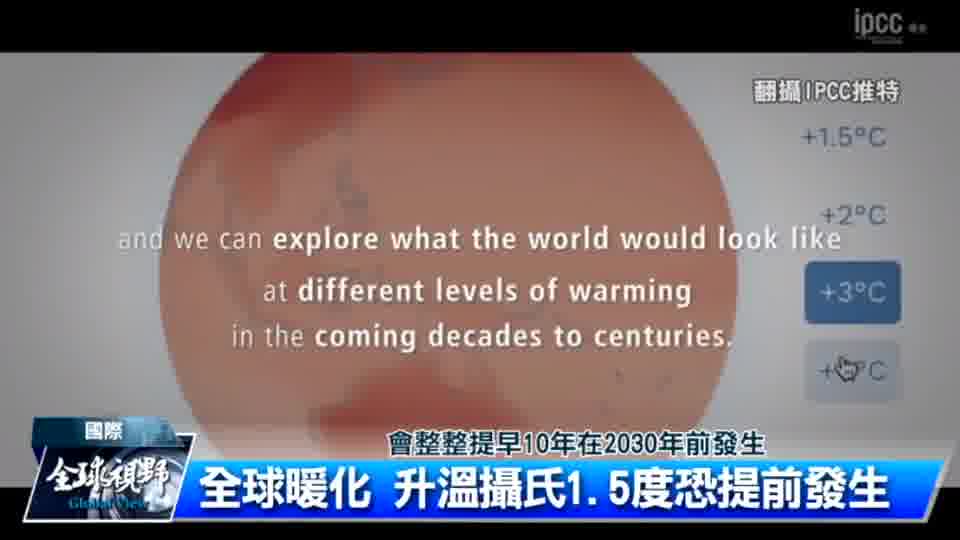 ipcc
翻攝IPCC推特
+1.5°C
+2°C
and we can explore what the world would look like
at different levels of warming
+3°C
in the coming decades to centuries.
國際
會整整提早10年在2030年前發生
全球視野
Global View
全球暖化 升溫攝氏1.5度恐提前發生